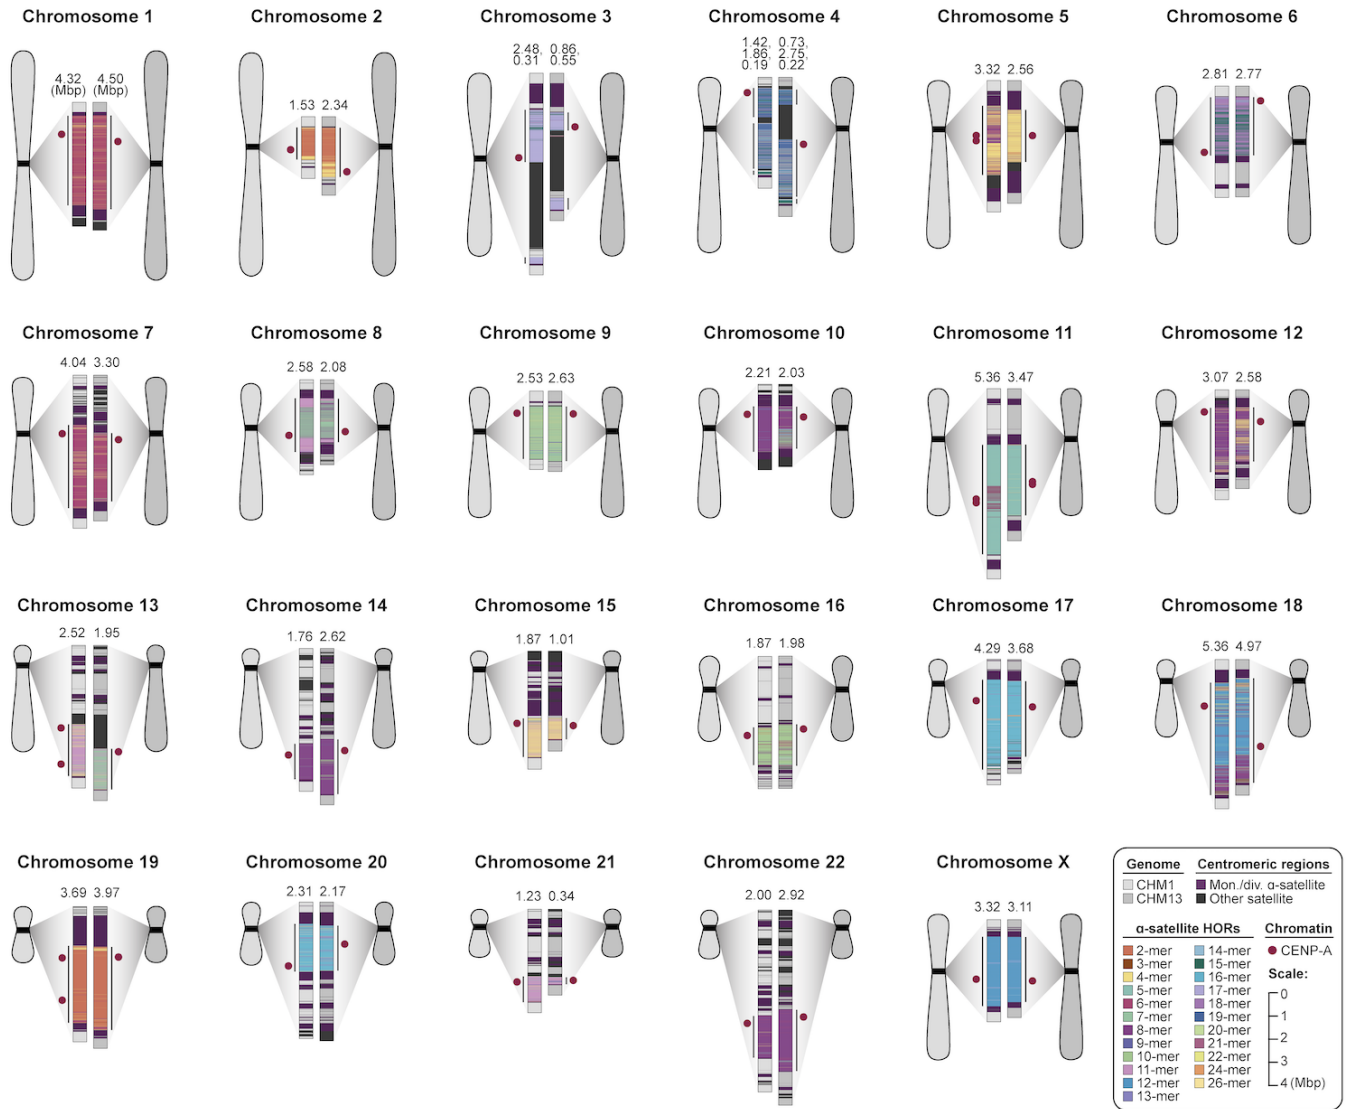 Chromosome 1
4.32 4.50
(Mbp) (Mbp)
Chromosome 2
1.53 2.34
Chromosome 3
2.48, 0.86,
0.31 0.55
Chromosome 4
1.42, 0.73,
1.86, 2.75,
0.19 0.22
Chromosome 5
3.32 2.56
Chromosome 6
2.81 2.77
Chromosome 7
4.04 3.30
Chromosome 8
2.58 2.08
Chromosome 9
2.53 2.63
Chromosome 10
2.21 2.03
Chromosome 11
5.36 3.47
Chromosome 12
3.07 2.58
Chromosome 13
2.52 1.95
Chromosome 14
1.76 2.62
Chromosome 15
1.87 1.01
Chromosome 16
1.87 1.98
Chromosome 17
4.29 3.68
Chromosome 18
5.36 4.97
Chromosome 19
3.69 3.97
Chromosome 20
2.31 2.17
Chromosome 21
1.23 0.34
Chromosome 22
2.00 2.92
Chromosome X
3.32 3.11
Genome
CHM1
CHM13
Centromeric regions
Mon./div. α-satellite
Other satellite
α-satellite HORs
2-mer
3-mer
4-mer
5-mer
6-mer
7-mer
8-mer
9-mer
10-mer
11-mer
12-mer
13-mer
14-mer
15-mer
16-mer
17-mer
18-mer
19-mer
20-mer
21-mer
22-mer
24-mer
26-mer
Chromatin
CENP-A
Scale:
0
1
2
3
4 (Mbp)